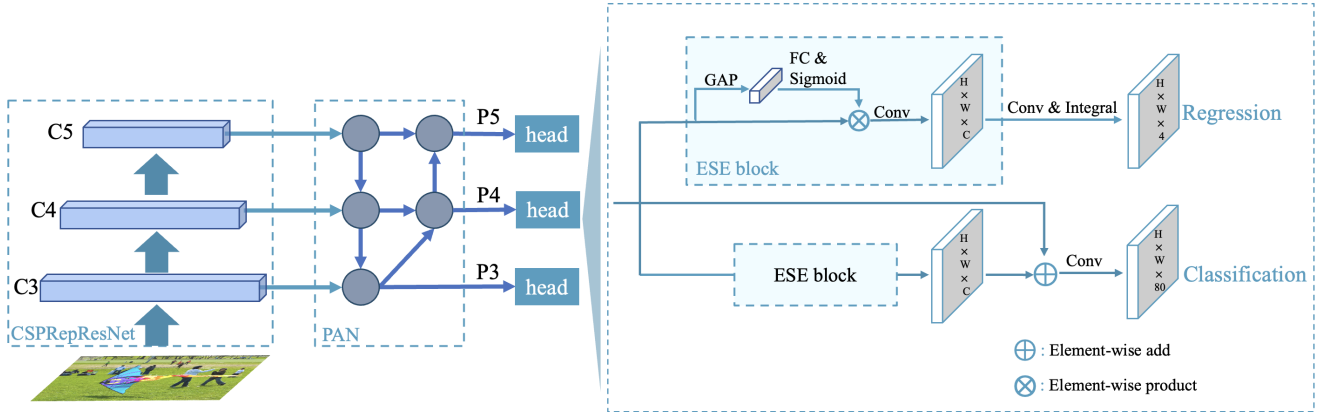 C5
C4
C3
CSPRepResNet
PAN
P5
P4
P3
head
head
head
GAP
FC &
Sigmoid
Conv
H
×
W
×
C
ESE block
Conv & Integral
H
×
W
×
4
Regression
ESE block
H
×
W
×
C
Conv
H
×
W
×
80
Classification
: Element-wise add
: Element-wise product